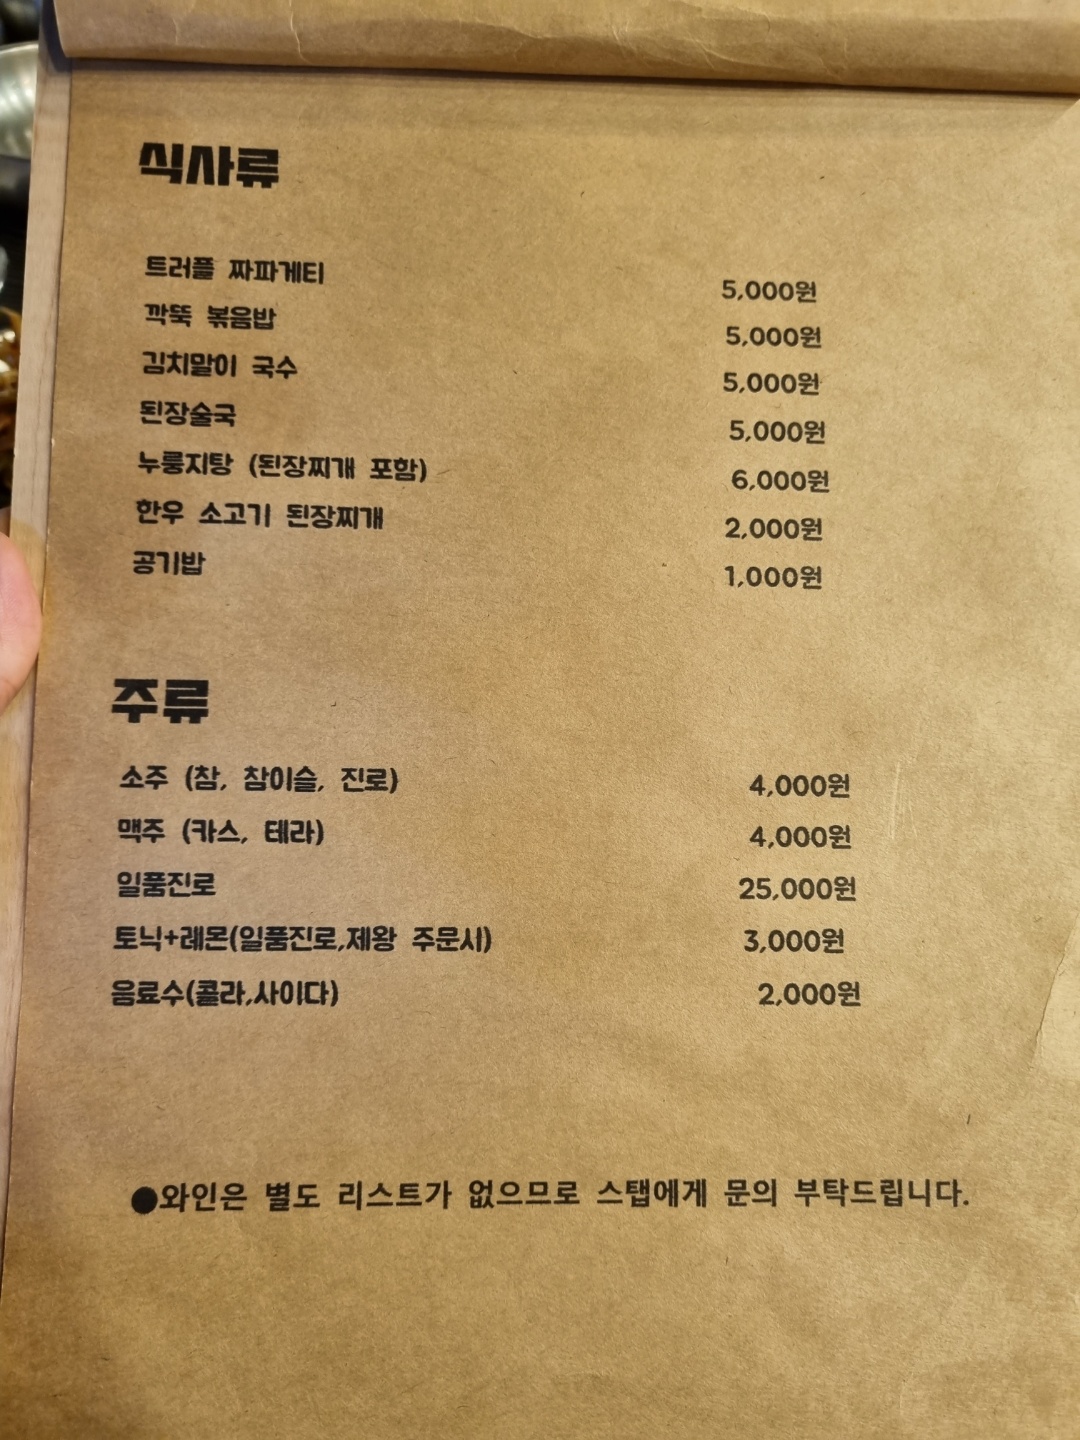 식사류
트러플 짜파게티 5,000원
깍뚝 볶음밥 5,000원
김치말이 국수 5,000원
된장술국 5,000원
누룽지탕 (된장찌개 포함) 6,000원
한우 소고기 된장찌개 2,000원
공기밥 1,000원
주류
소주 (참, 참이슬, 진로) 4,000원
맥주 (카스, 테라) 4,000원
일품진로 25,000원
토닉+레몬(일품진로,제왕 주문시) 3,000원
음료수(콜라,사이다) 2,000원
●와인은 별도 리스트가 없으므로 스탭에게 문의 부탁드립니다.